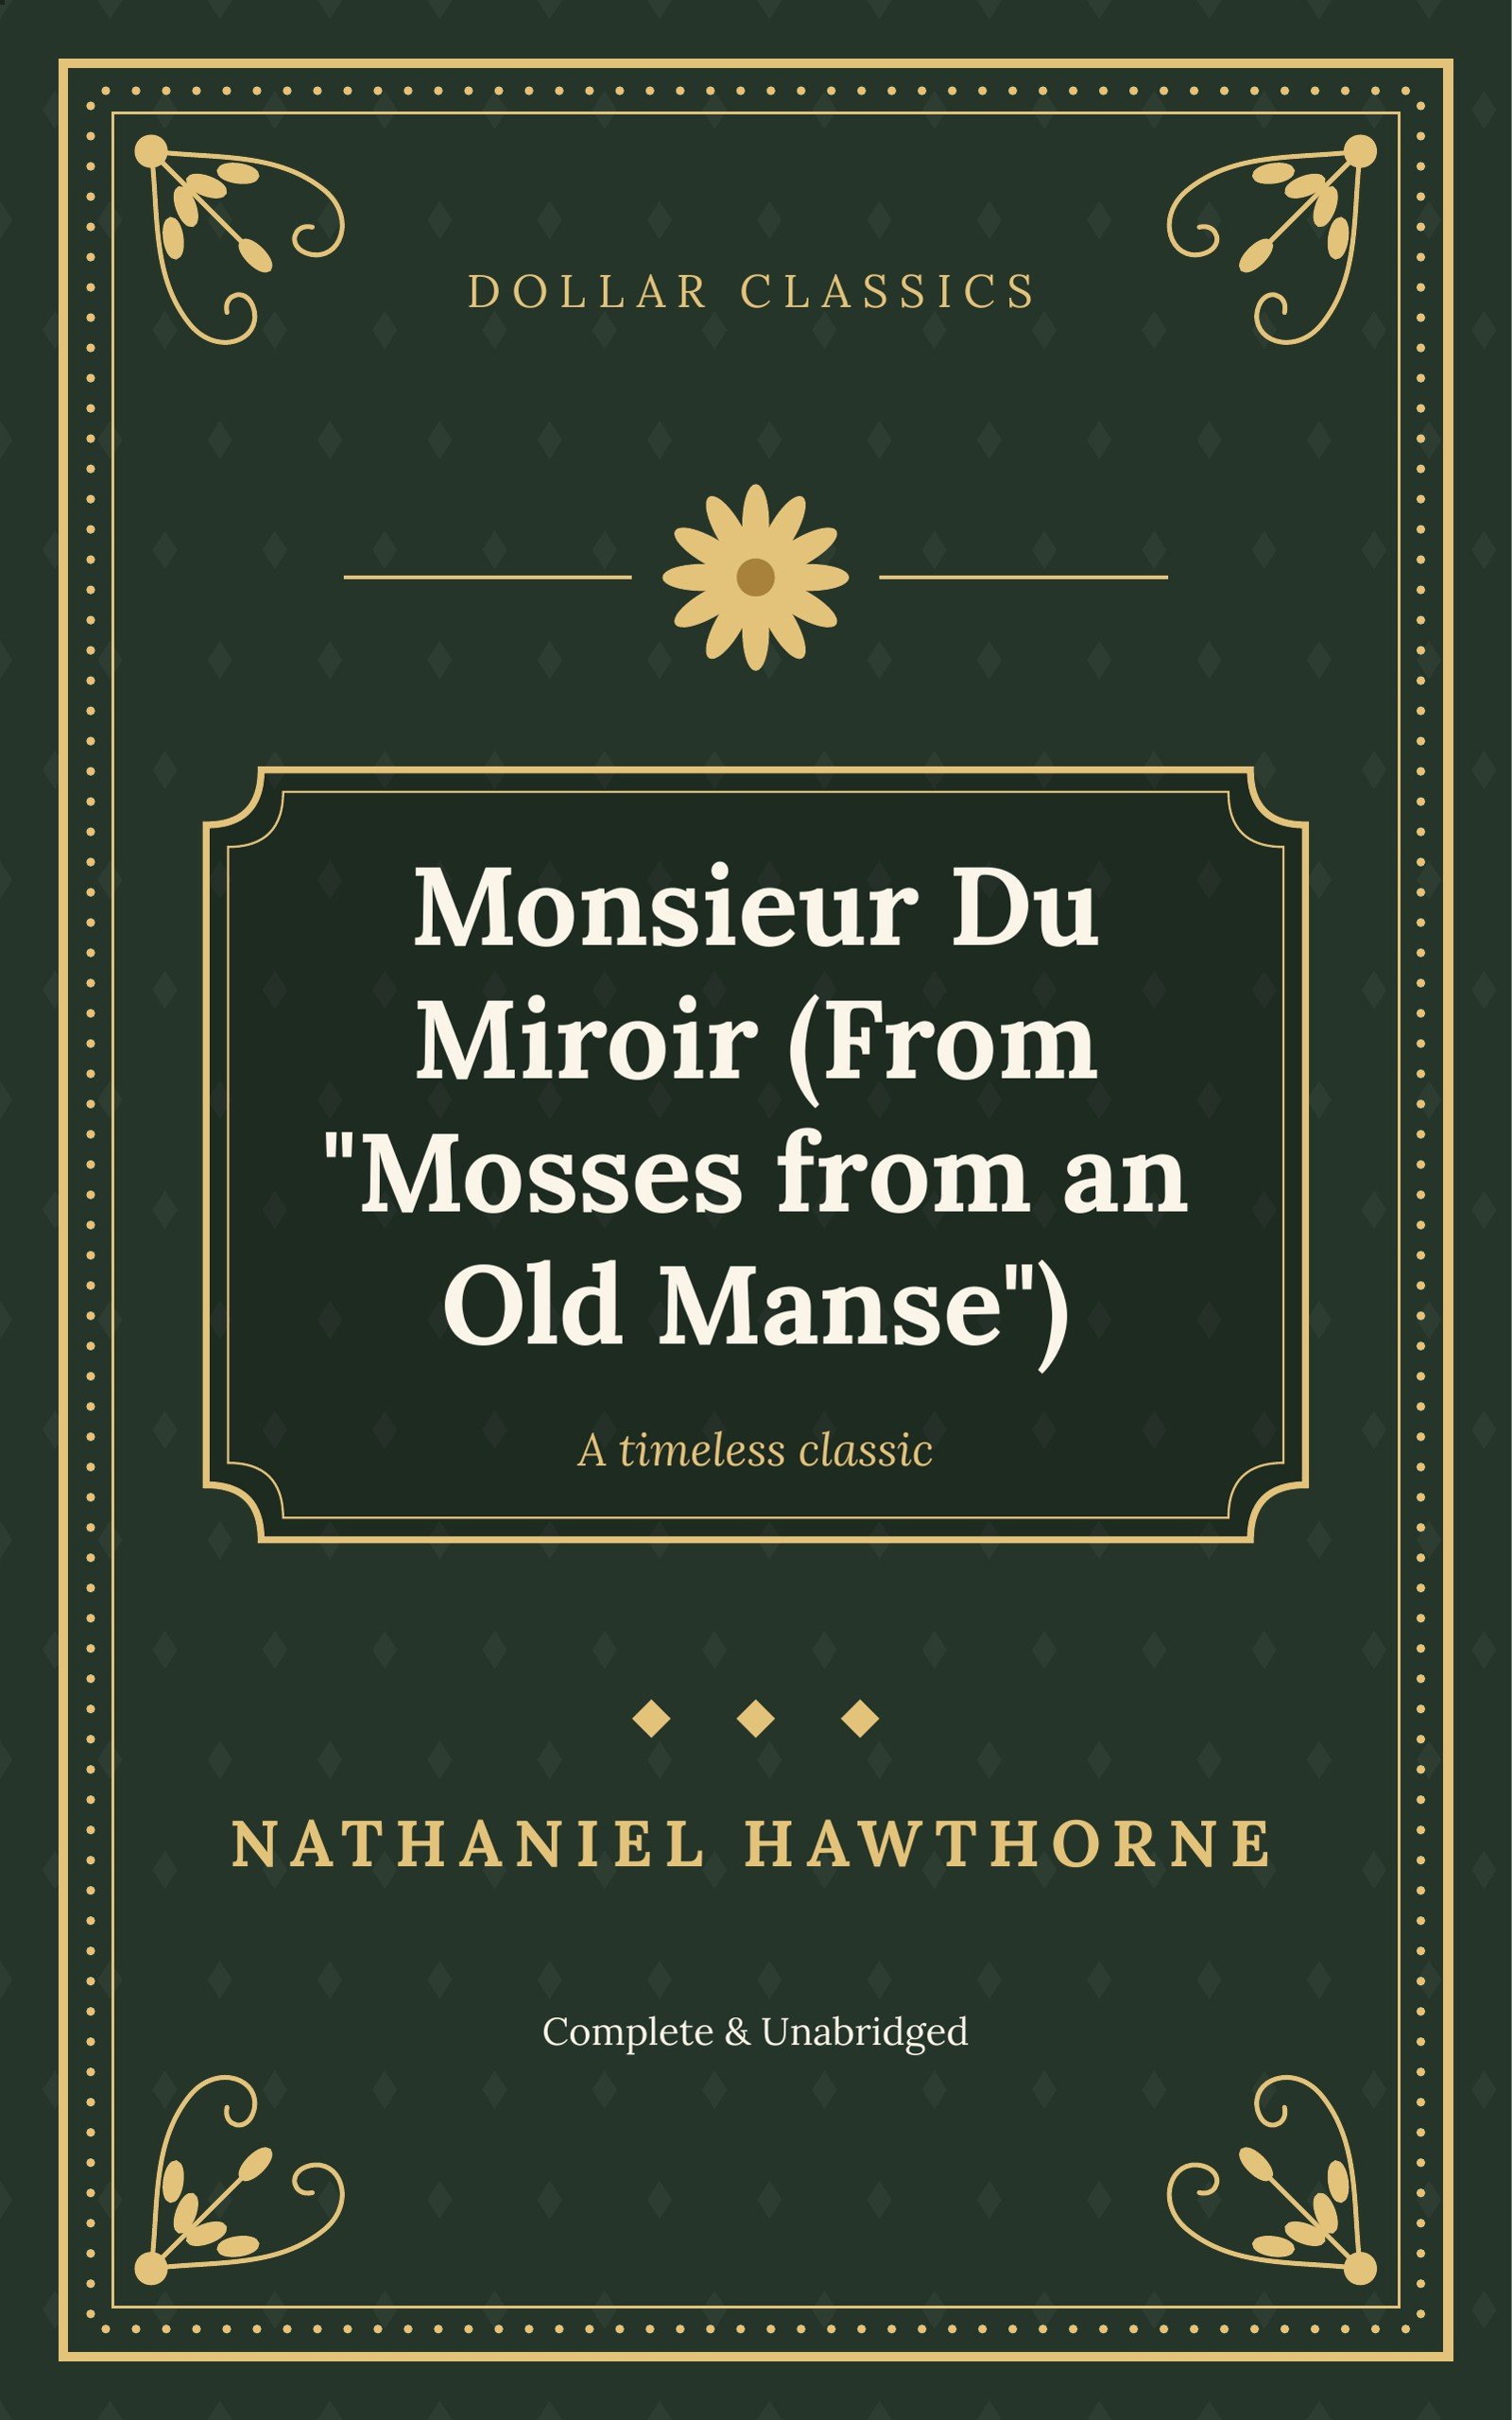 DOLLAR CLASSICS
Monsieur Du
Miroir (From
"Mosses from an
Old Manse")
A timeless classic
NATHANIEL HAWTHORNE
Complete & Unabridged